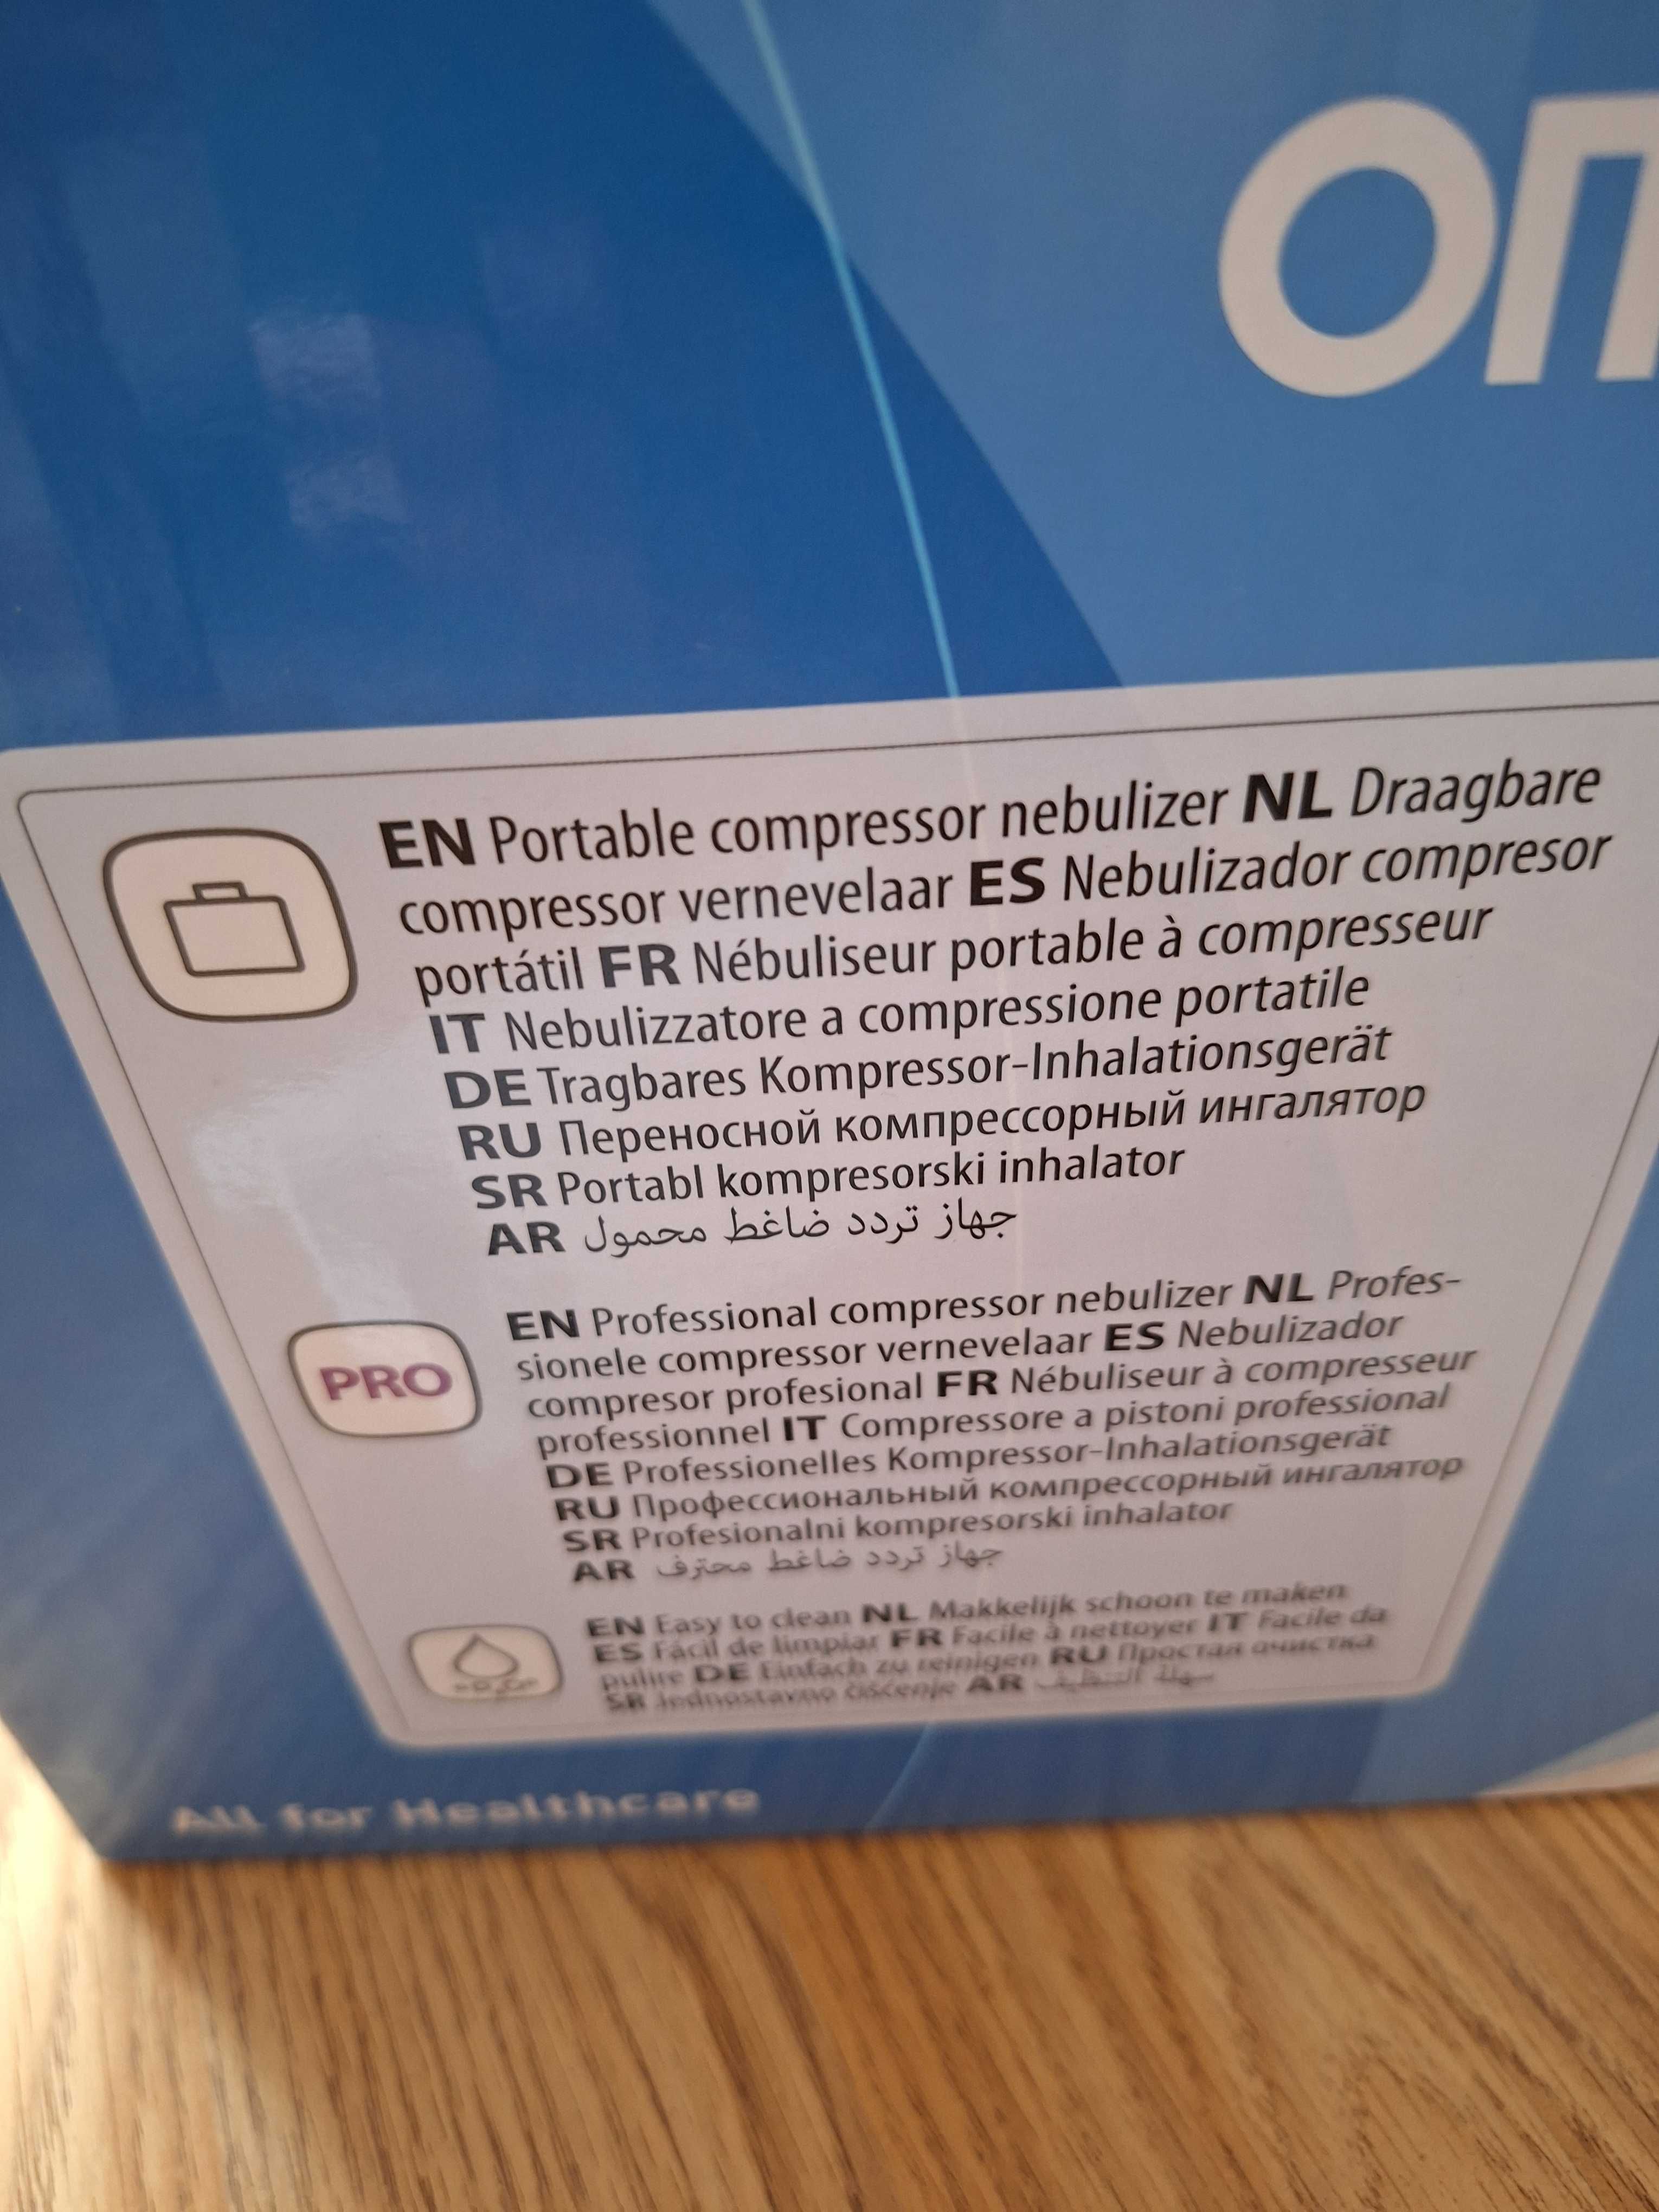 EN Portable compressor nebulizer NL Draagbare
compressor vernevelaar ES Nebulizador compresor
portátil FR Nébuliseur portable à compresseur
IT Nebulizzatore a compressione portatile
DE Tragbares Kompressor-Inhalationsgerät
RU Переносной компрессорный ингалятор
SR Portabl kompresorski inhalator
AR جهاز تردد ضاغط محمول
PRO
EN Professional compressor nebulizer NL Profes-
sionele compressor vernevelaar ES Nebulizador
compresor profesional FR Nébuliseur à compresseur
professionnel IT Compressore a pistoni professional
DE Professionelles Kompressor-Inhalationsgerät
RU Профессиональный компрессорный ингалятор
SR Profesionalni kompresorski inhalator
AR جهاز تردد ضاغط محترف
EN Easy to clean NL Makkelijk schoon te maken
ES Fácil de limpiar FR Facile à nettoyer IT Facile da
pulire DE Einfach zu reinigen RU Простая очистка
SR Jednostavno čišćenje AR سهلة التنظيف
All for Healthcare